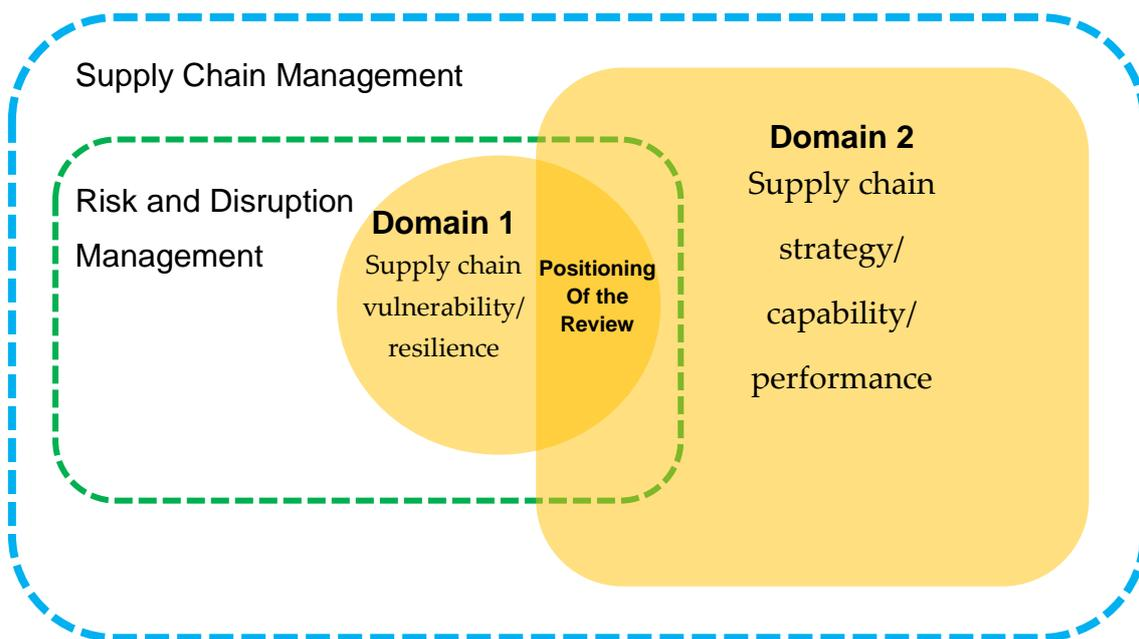 Supply Chain Management
Risk and Disruption
Management
Domain 1
Supply chain
vulnerability/
resilience
Positioning
Of the
Review
Domain 2
Supply chain
strategy/
capability/
performance